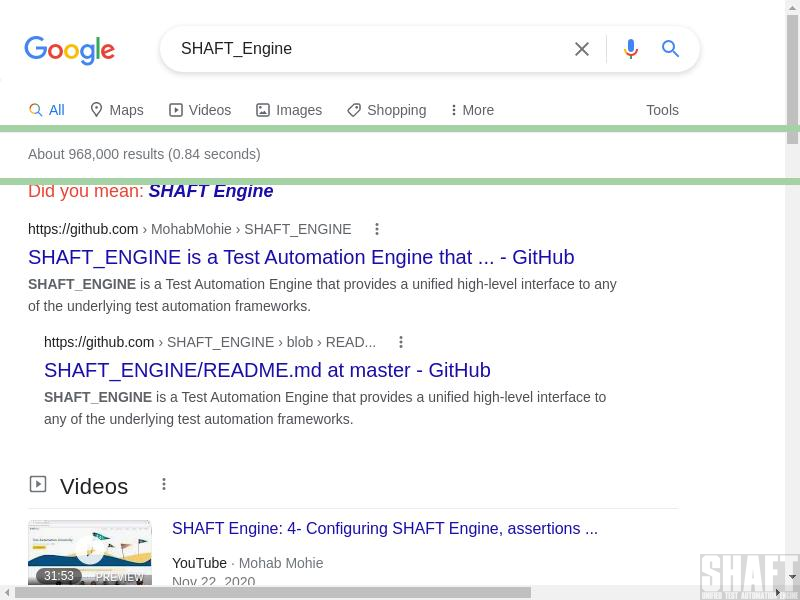 Google
SHAFT_Engine
All Maps Videos Images Shopping More Tools
About 968,000 results (0.84 seconds)
Did you mean: SHAFT Engine
https://github.com › MohabMohie › SHAFT_ENGINE
SHAFT_ENGINE is a Test Automation Engine that ... - GitHub
SHAFT_ENGINE is a Test Automation Engine that provides a unified high-level interface to any
of the underlying test automation frameworks.
https://github.com › SHAFT_ENGINE › blob › READ...
SHAFT_ENGINE/README.md at master - GitHub
SHAFT_ENGINE is a Test Automation Engine that provides a unified high-level interface to
any of the underlying test automation frameworks.
Videos
SHAFT Engine: 4- Configuring SHAFT Engine, assertions ...
31:53 PREVIEW
YouTube · Mohab Mohie
Nov 22, 2020
SHAFT